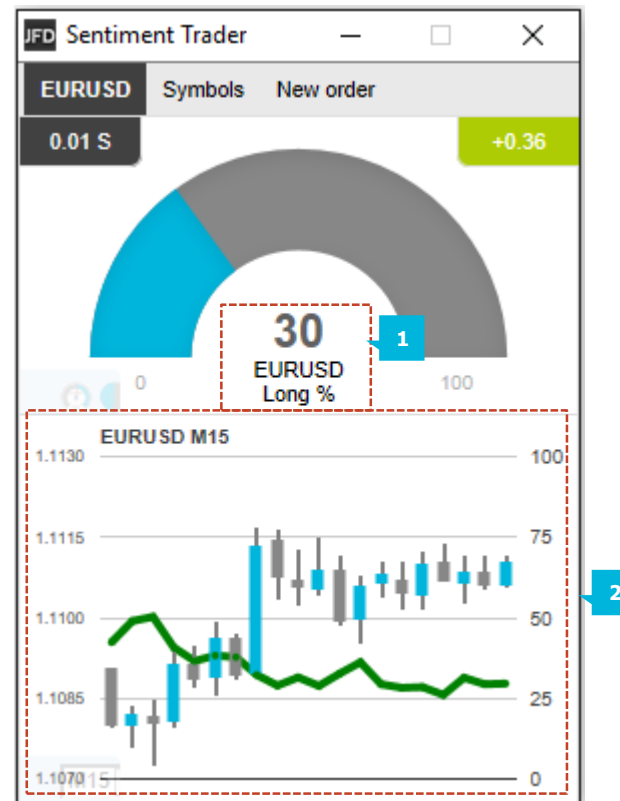 JFD Sentiment Trader
EURUSD Symbols New order
0.01 S +0.36
30
1
EURUSD
Long %
0 100
EURUSD M15
1.1130 100
1.1115 75
2
1.1100 50
1.1085 25
1.1070 0
M15